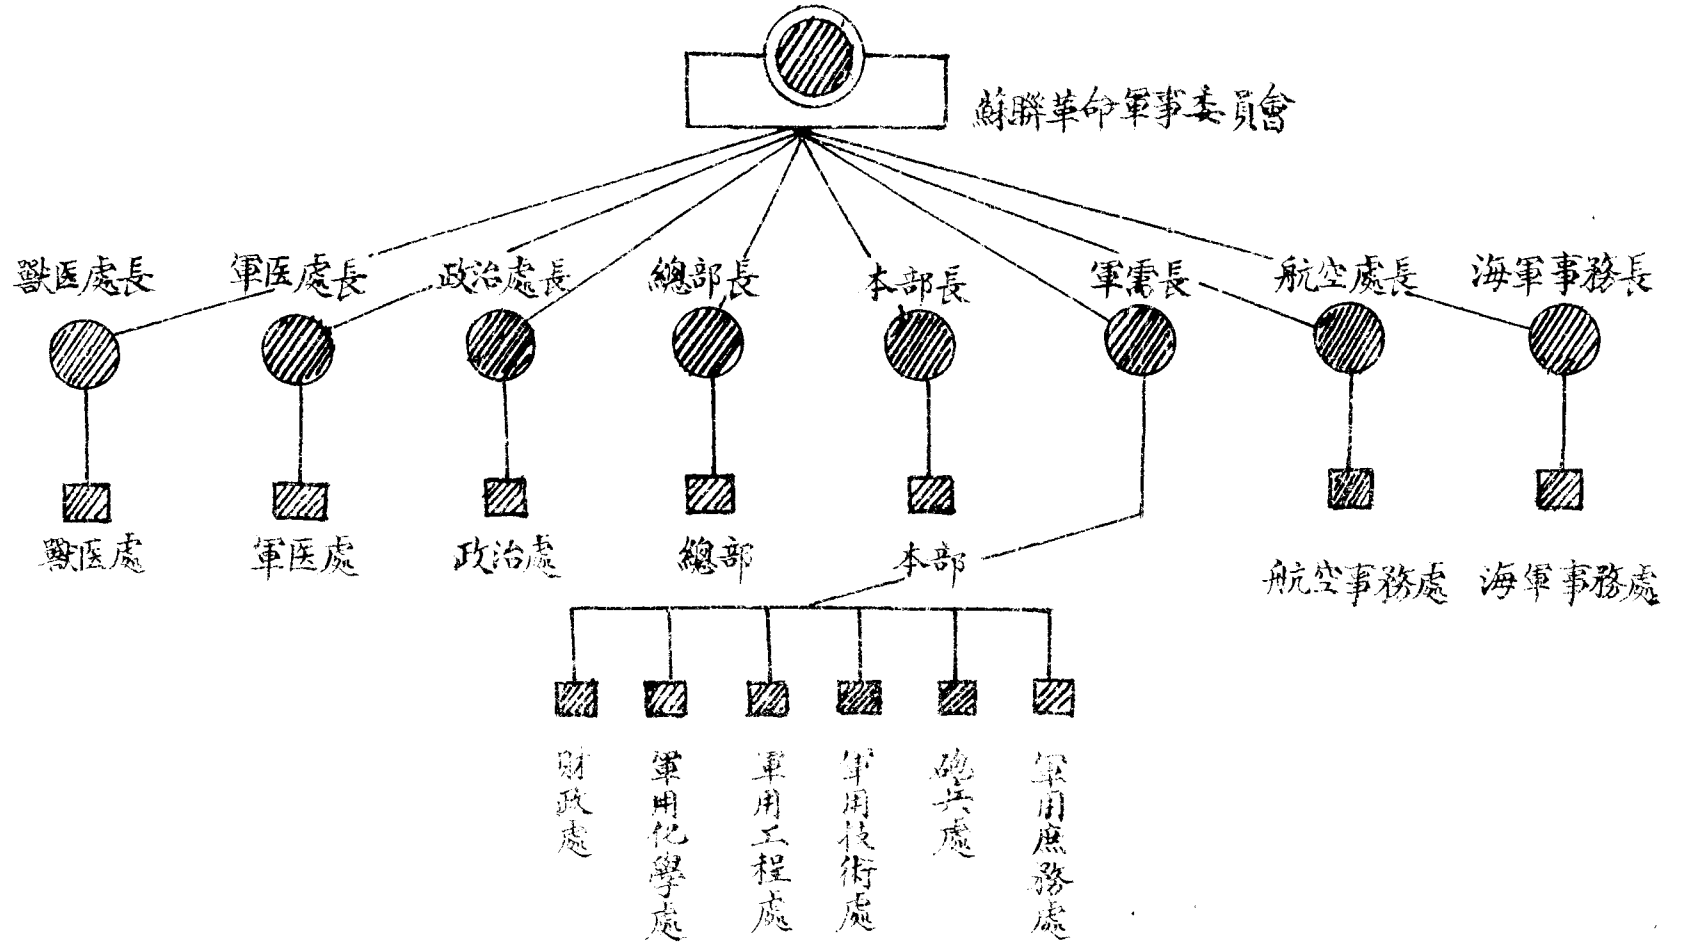 蘇聯革命軍事委員會
獸医處長
軍医處長
政治處長
總部長
本部長
軍需長
航空處長
海軍事務長
獸医處
軍医處
政治處
總部
本部
航空事務處
海軍事務處
財政處
軍用化學處
軍用工程處
軍用技術處
砲兵處
軍用庶務處